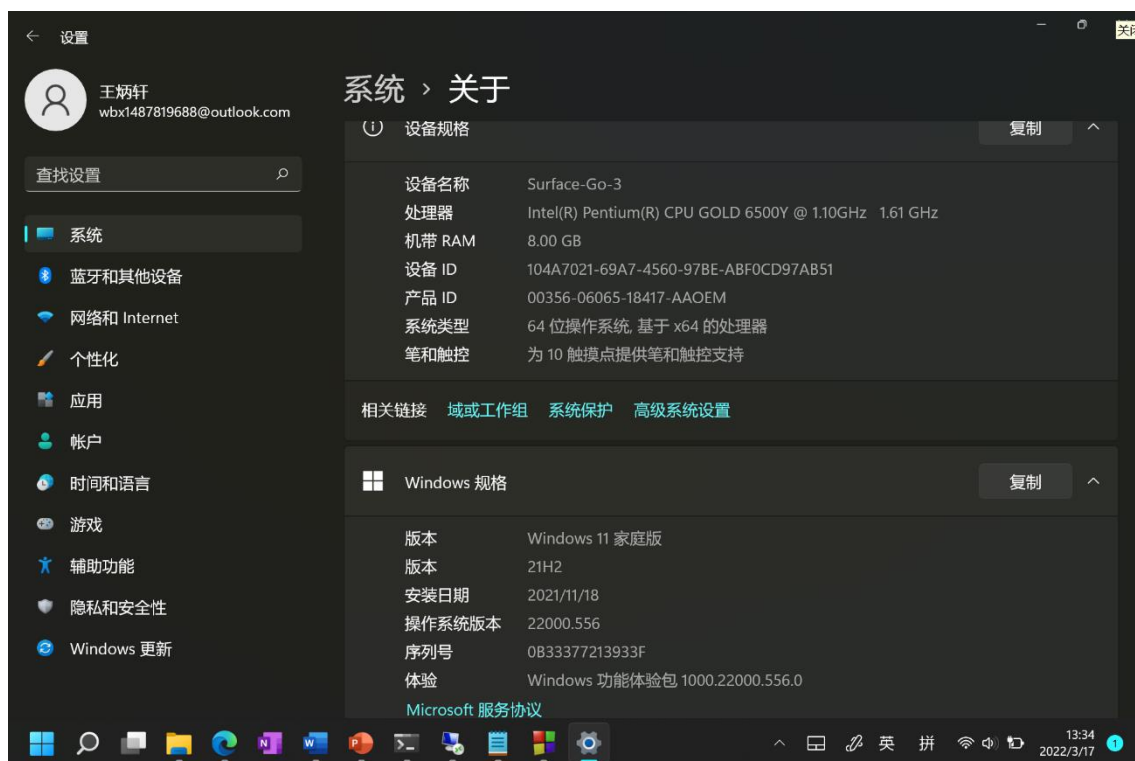 设置
关闭
王炳轩
wbx1487819688@outlook.com
查找设置
系统
蓝牙和其他设备
网络和 Internet
个性化
应用
帐户
时间和语言
游戏
辅助功能
隐私和安全性
Windows 更新
系统 › 关于
设备规格 复制
设备名称 Surface-Go-3
处理器 Intel(R) Pentium(R) CPU GOLD 6500Y @ 1.10GHz 1.61 GHz
机带 RAM 8.00 GB
设备 ID 104A7021-69A7-4560-97BE-ABF0CD97AB51
产品 ID 00356-06065-18417-AAOEM
系统类型 64 位操作系统, 基于 x64 的处理器
笔和触控 为 10 触摸点提供笔和触控支持
相关链接 域或工作组 系统保护 高级系统设置
Windows 规格 复制
版本 Windows 11 家庭版
版本 21H2
安装日期 2021/11/18
操作系统版本 22000.556
序列号 0B33377213933F
体验 Windows 功能体验包 1000.22000.556.0
Microsoft 服务协议
英 拼 13:34
2022/3/17 1